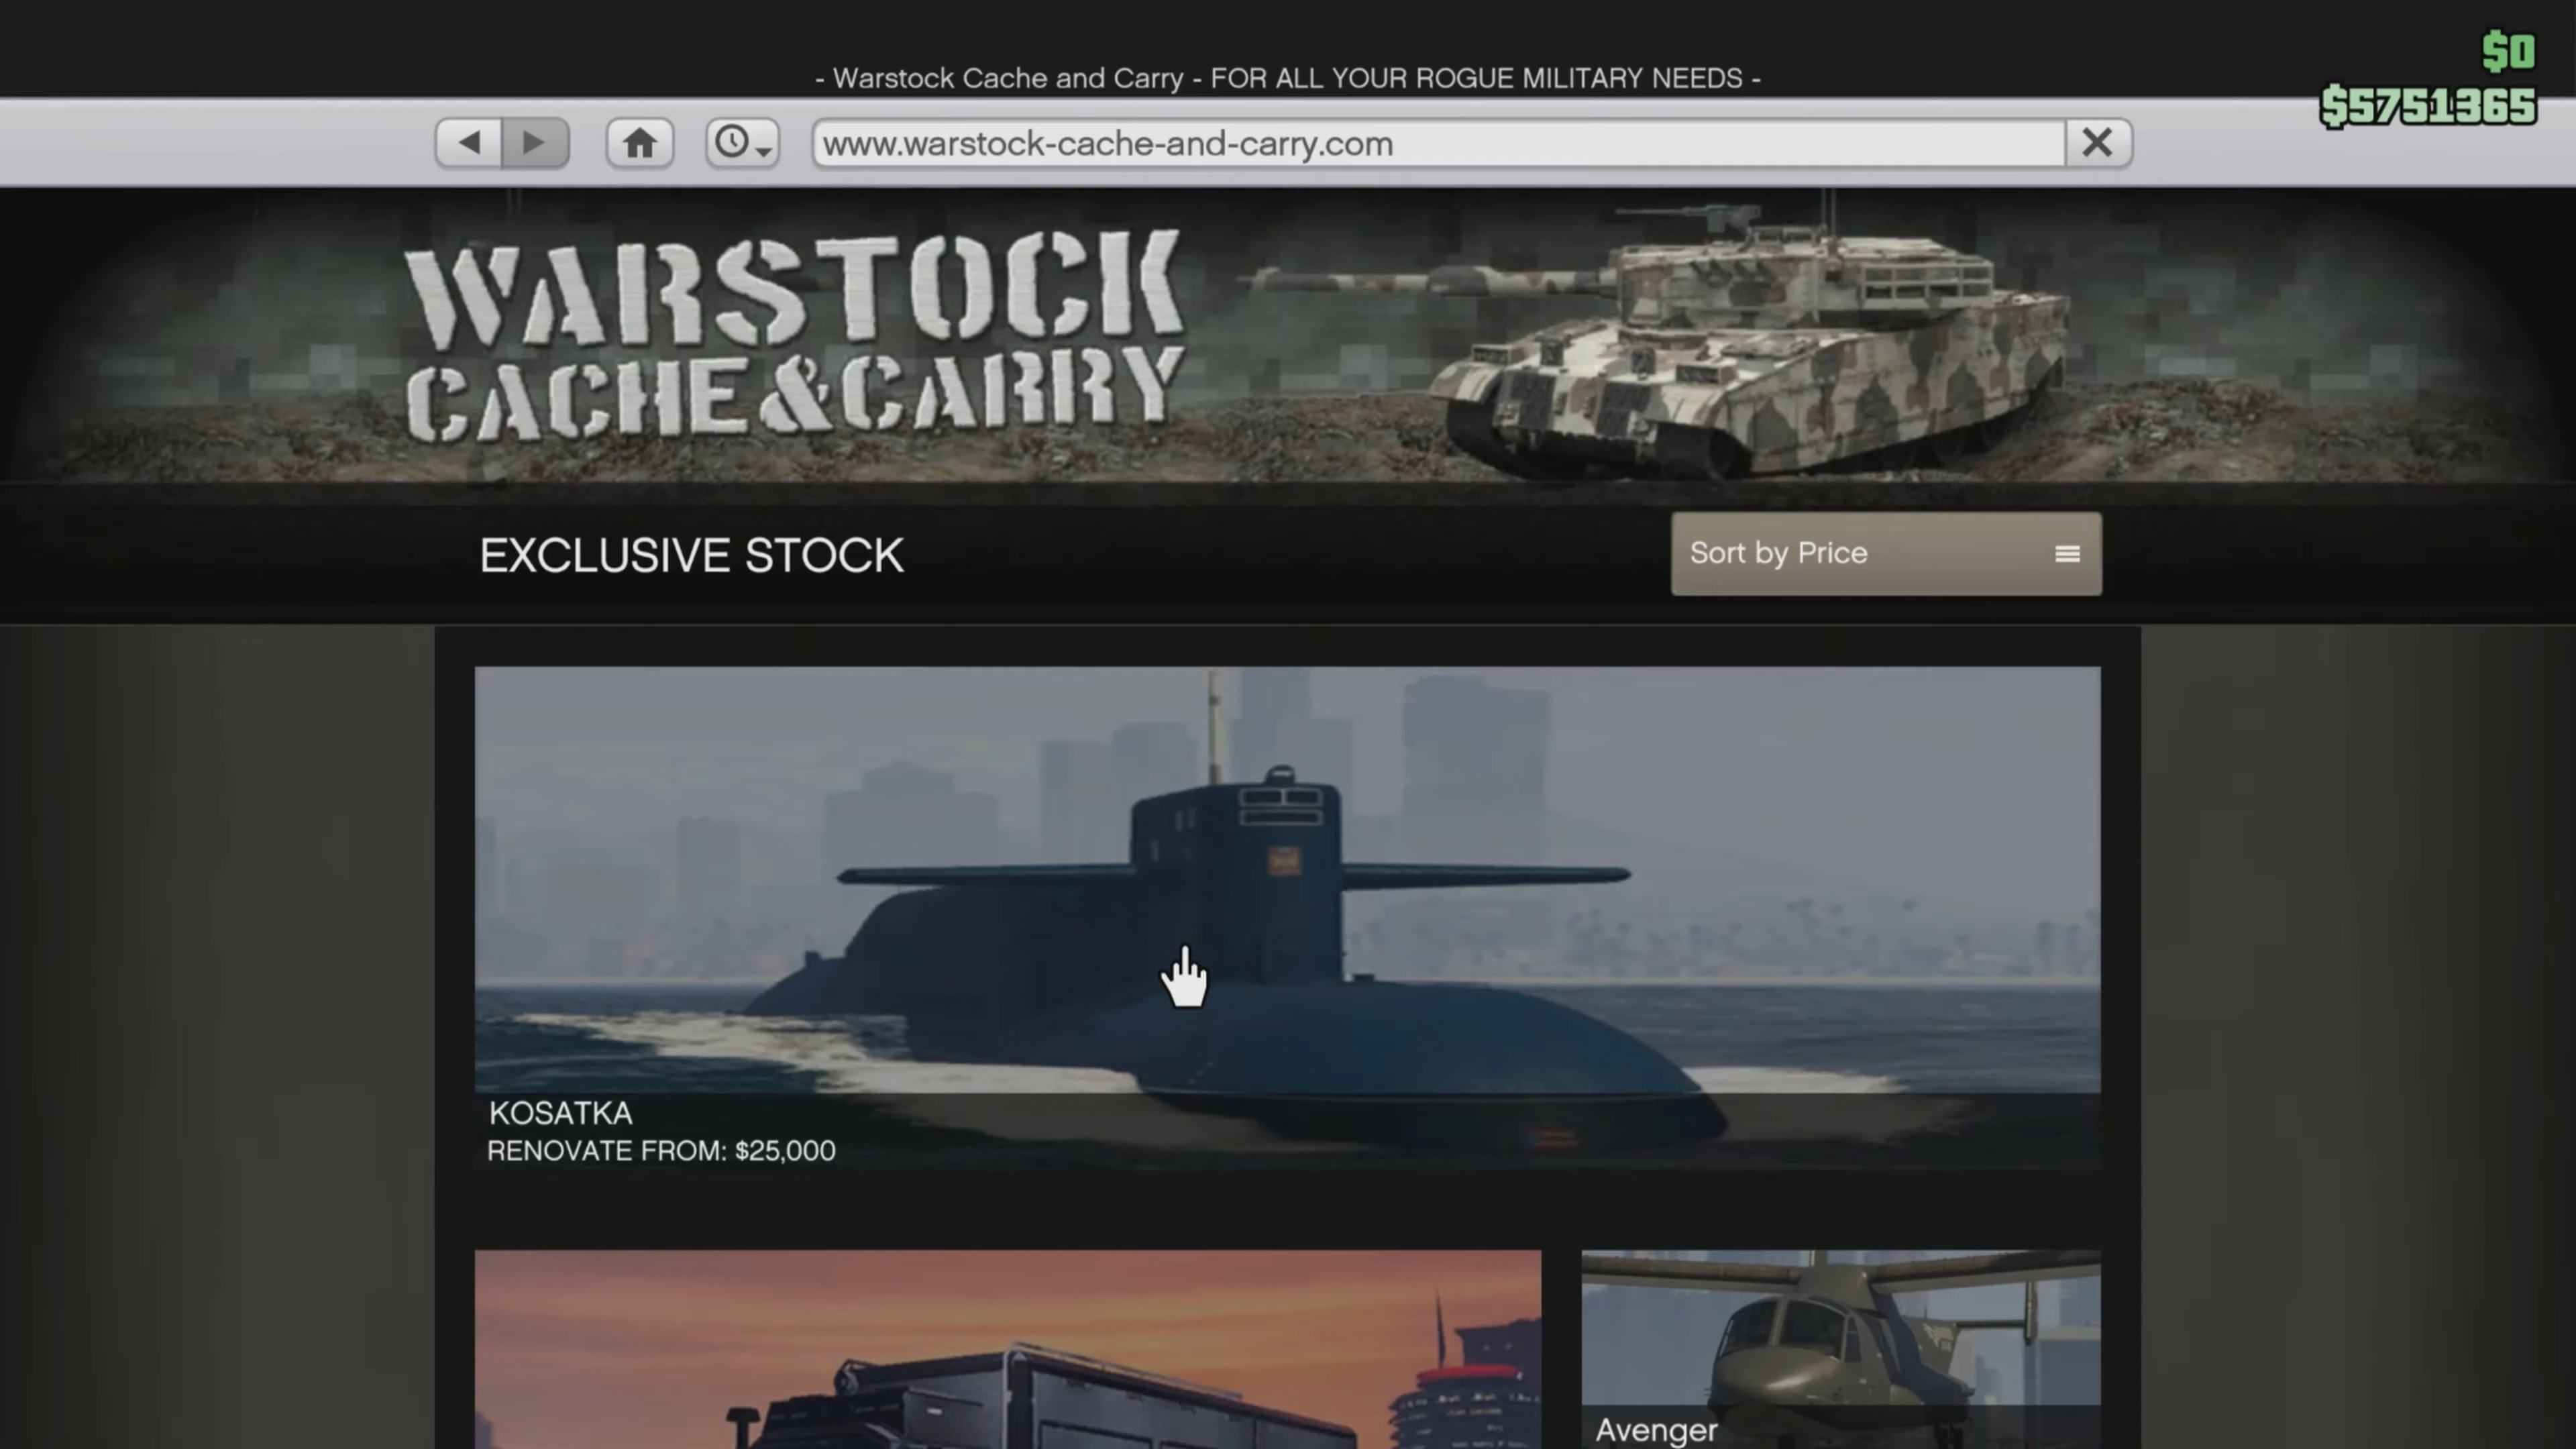 $0
- Warstock Cache and Carry - FOR ALL YOUR ROGUE MILITARY NEEDS -
$5751365
www.warstock-cache-and-carry.com
WARSTOCK
CACHE&CARRY
EXCLUSIVE STOCK
Sort by Price
KOSATKA
RENOVATE FROM: $25,000
Avenger